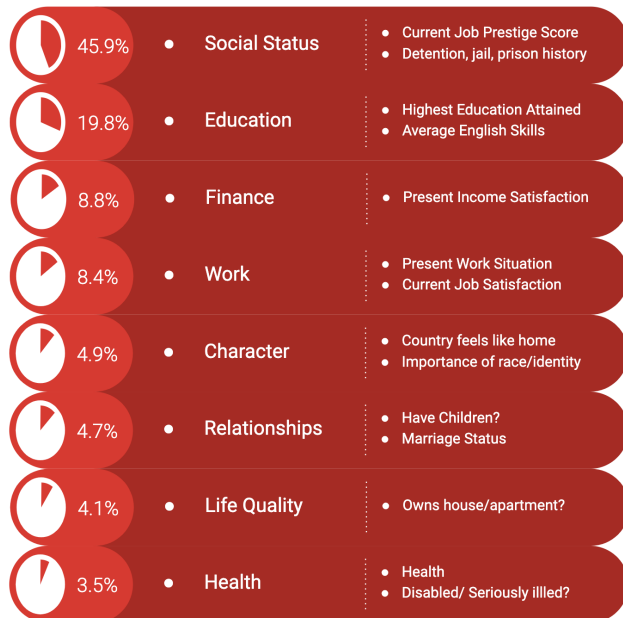 45.9%
Social Status
Current Job Prestige Score
Detention, jail, prison history
19.8%
Education
Highest Education Attained
Average English Skills
8.8%
Finance
Present Income Satisfaction
8.4%
Work
Present Work Situation
Current Job Satisfaction
4.9%
Character
Country feels like home
Importance of race/identity
4.7%
Relationships
Have Children?
Marriage Status
4.1%
Life Quality
Owns house/apartment?
3.5%
Health
Health
Disabled/ Seriously illled?